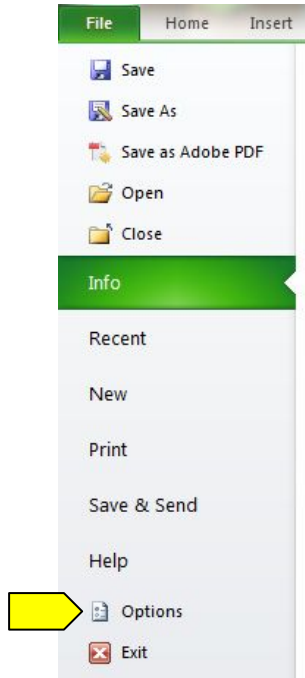 File Home Insert
Save
Save As
Save as Adobe PDF
Open
Close
Info
Recent
New
Print
Save & Send
Help
Options
Exit